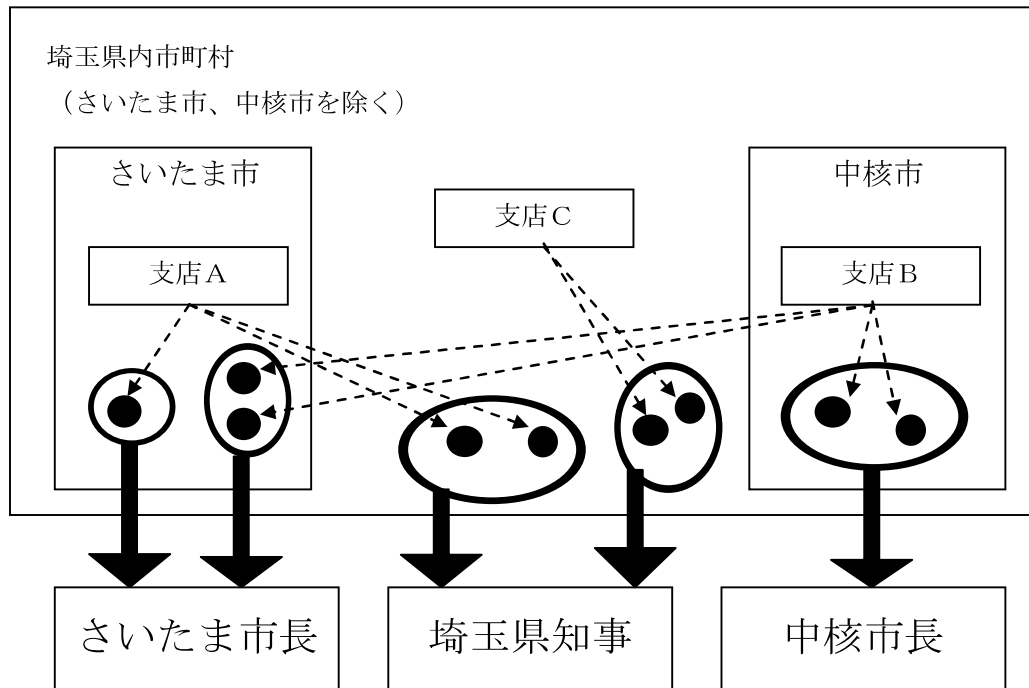 埼玉県内市町村
（さいたま市、中核市を除く）
さいたま市
中核市
支店Ｃ
支店Ａ
支店Ｂ
さいたま市長
埼玉県知事
中核市長